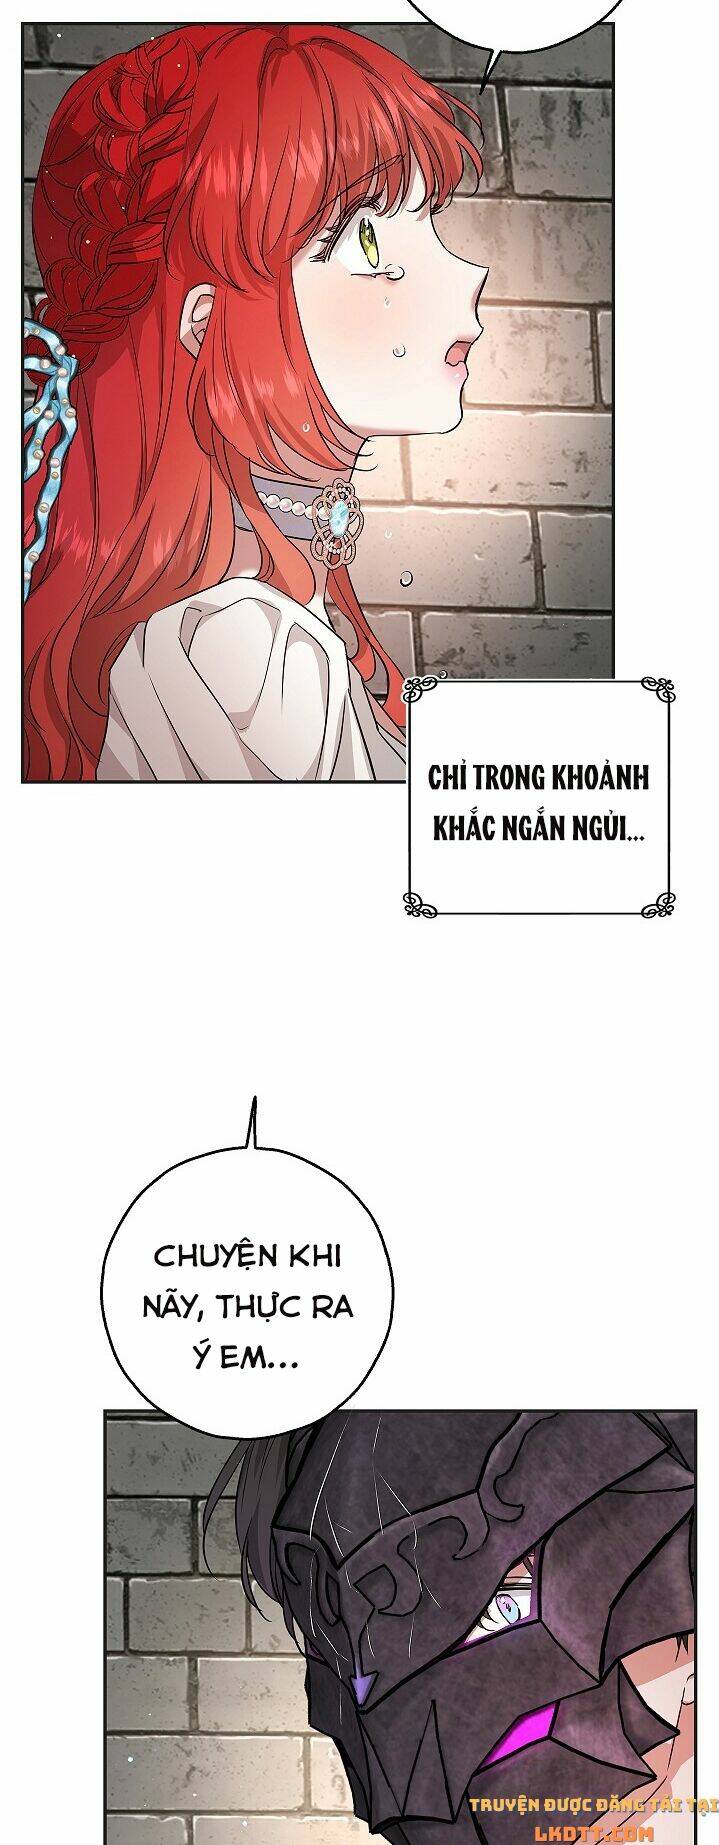 CHỈ TRONG KHOẢNH
KHẮC NGẮN NGỦI...
CHUYỆN KHI
NÃY, THỰC RA
Ý EM...
TRUYỆN ĐƯỢC ĐĂNG TẢI TẠI
LKDTT.COM